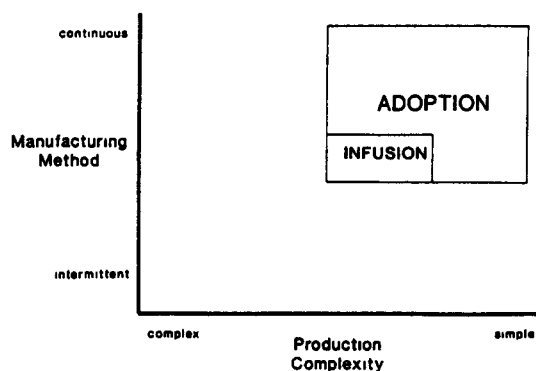 continuous
ADOPTION
Manufacturing
Method
INFUSION
intermittent
complex
simple
Production
Complexity